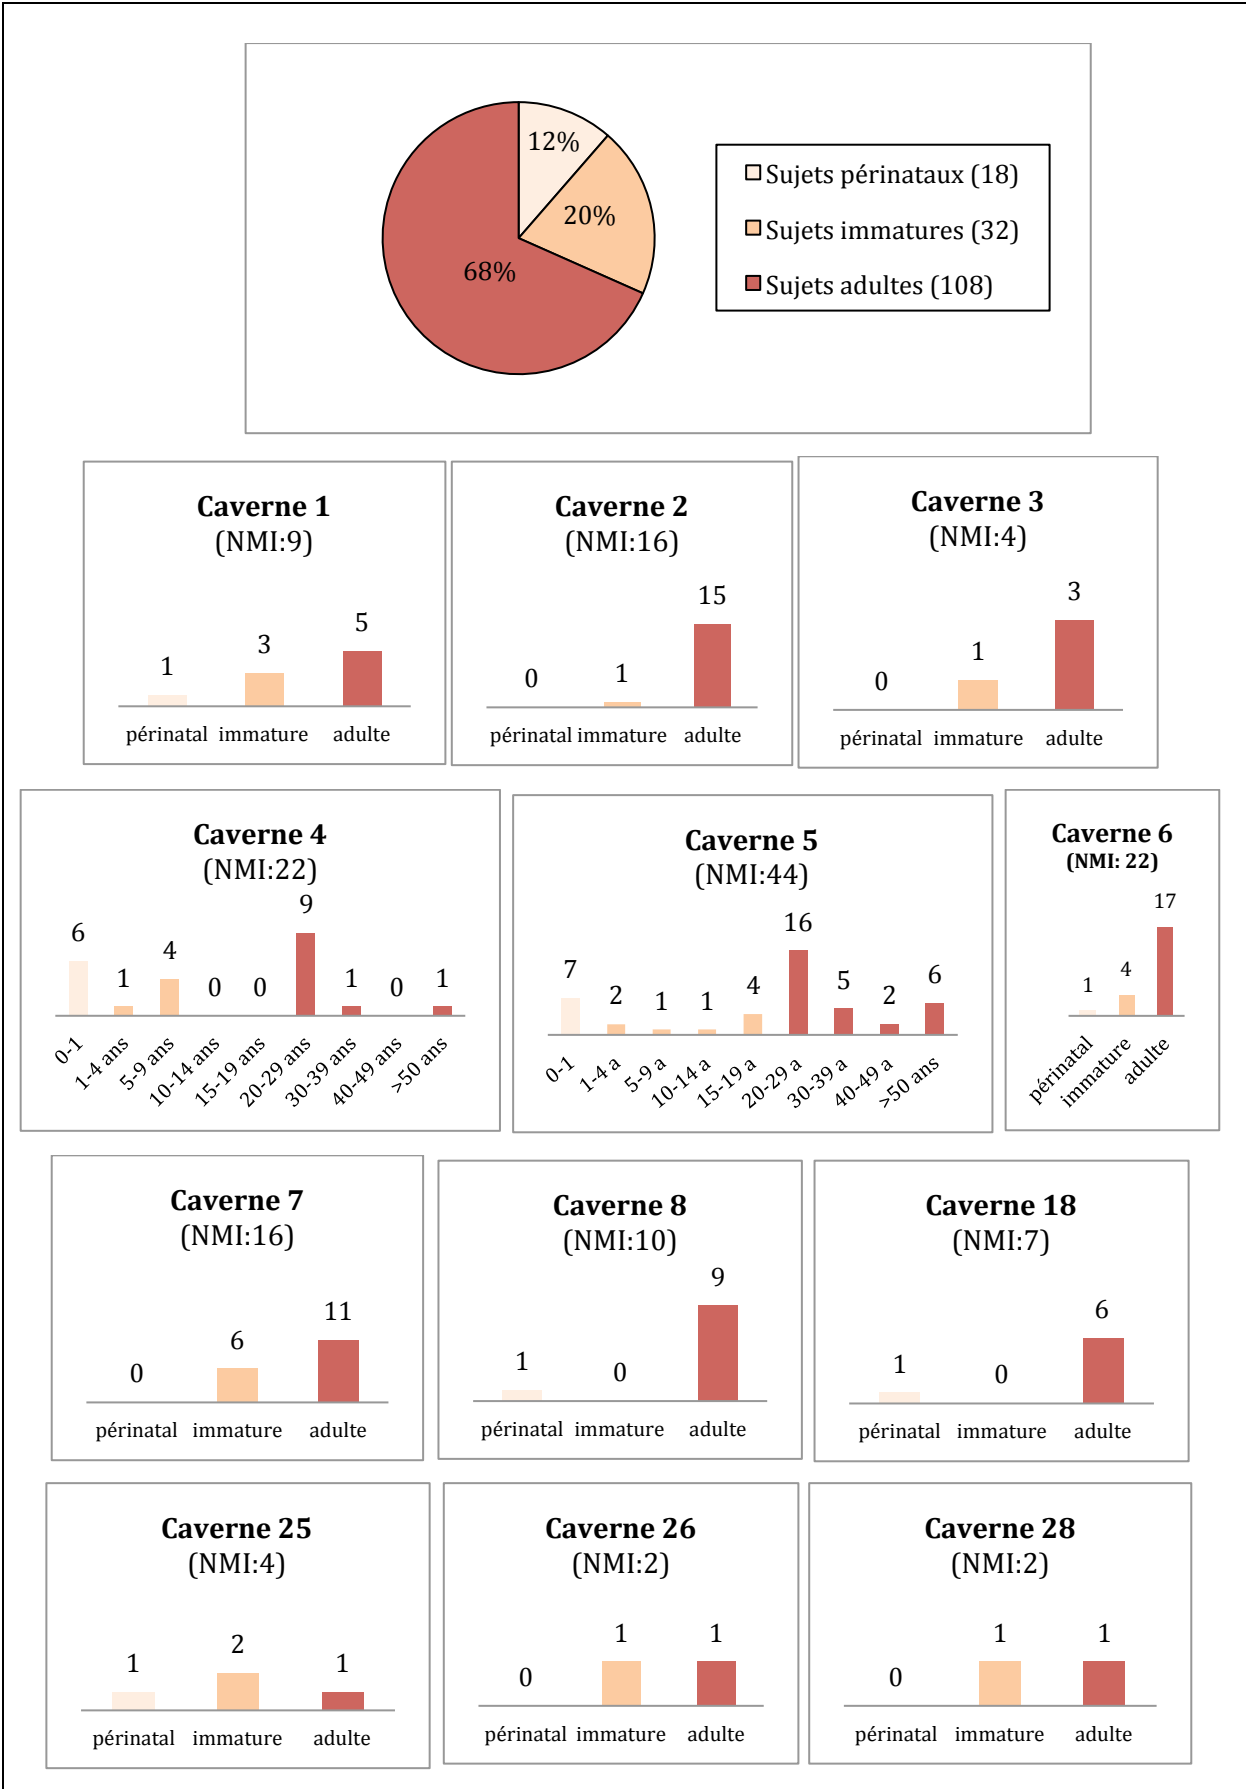 12%
20%
68%
Sujets périnataux (18)
Sujets immatures (32)
Sujets adultes (108)
Caverne 1
(NMI:9)
1
3
5
périnatal immature adulte
Caverne 2
(NMI:16)
0
1
15
périnatal immature adulte
Caverne 3
(NMI:4)
0
1
3
périnatal immature adulte
Caverne 4
(NMI:22)
6
1
4
0
0
9
1
0
1
0-1
1-4 ans
5-9 ans
10-14 ans
15-19 ans
20-29 ans
30-39 ans
40-49 ans
>50 ans
Caverne 5
(NMI:44)
7
2
1
1
4
16
5
2
6
0-1
1-4 a
5-9 a
10-14 a
15-19 a
20-29 a
30-39 a
40-49 a
>50 ans
Caverne 6
(NMI: 22)
1
4
17
périnatal
immature
adulte
Caverne 7
(NMI:16)
0
6
11
périnatal immature adulte
Caverne 8
(NMI:10)
1
0
9
périnatal immature adulte
Caverne 18
(NMI:7)
1
0
6
périnatal immature adulte
Caverne 25
(NMI:4)
1
2
1
périnatal immature adulte
Caverne 26
(NMI:2)
0
1
1
périnatal immature adulte
Caverne 28
(NMI:2)
0
1
1
périnatal immature adulte